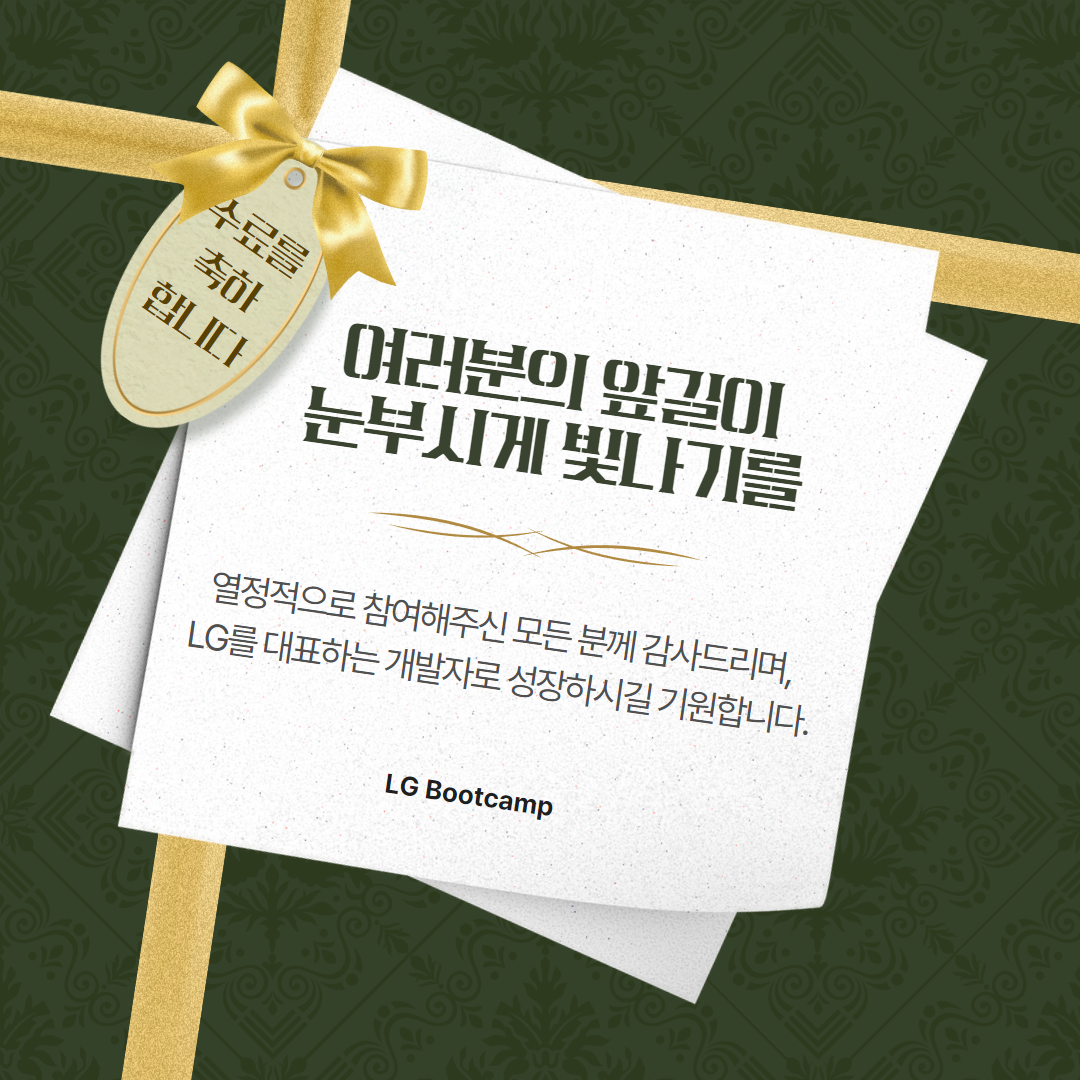 수료를
축하
합니다
여러분의 앞길이
눈부시게 빛나기를
열정적으로 참여해주신 모든 분께 감사드리며,
LG를 대표하는 개발자로 성장하시길 기원합니다.
LG Bootcamp